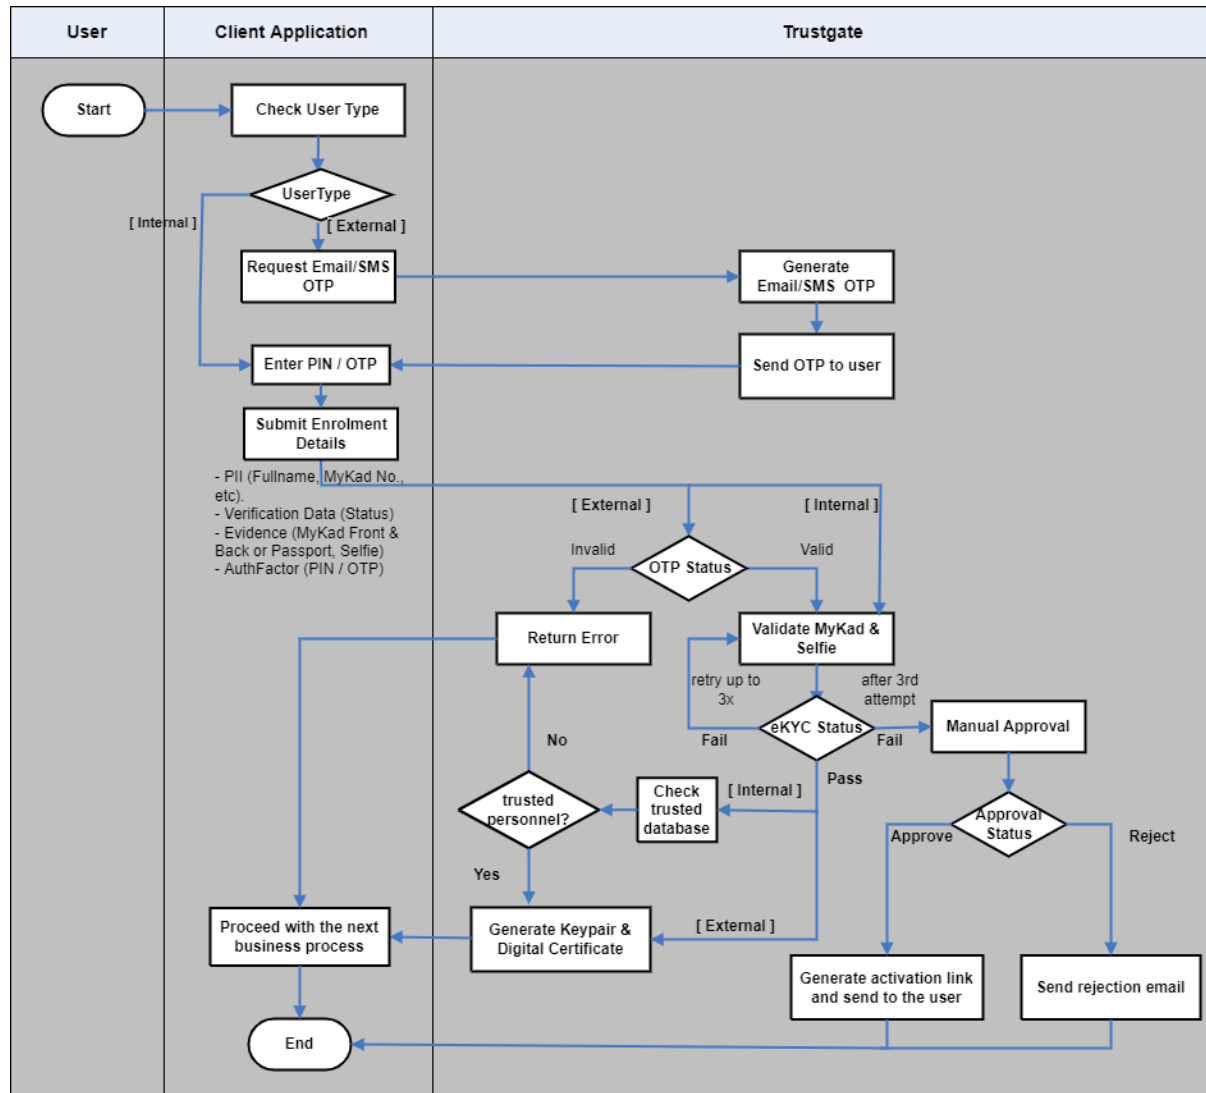 User
Client Application
Trustgate
Start
Check User Type
UserType
[ Internal ]
[ External ]
Request Email/SMS
OTP
Generate
Email/SMS OTP
Enter PIN / OTP
Send OTP to user
Submit Enrolment
Details
- PII (Fullname, MyKad No.,
etc).
- Verification Data (Status)
- Evidence (MyKad Front &
Back or Passport, Selfie)
- AuthFactor (PIN / OTP)
[ External ]
[ Internal ]
Invalid
Valid
OTP Status
Return Error
Validate MyKad &
Selfie
retry up to
3x
after 3rd
attempt
eKYC Status
Fail
Fail
Manual Approval
No
Pass
[ Internal ]
Check
trusted
database
trusted
personnel?
Approval
Status
Approve
Reject
Yes
Proceed with the next
business process
Generate Keypair &
Digital Certificate
[ External ]
Generate activation link
and send to the user
Send rejection email
End